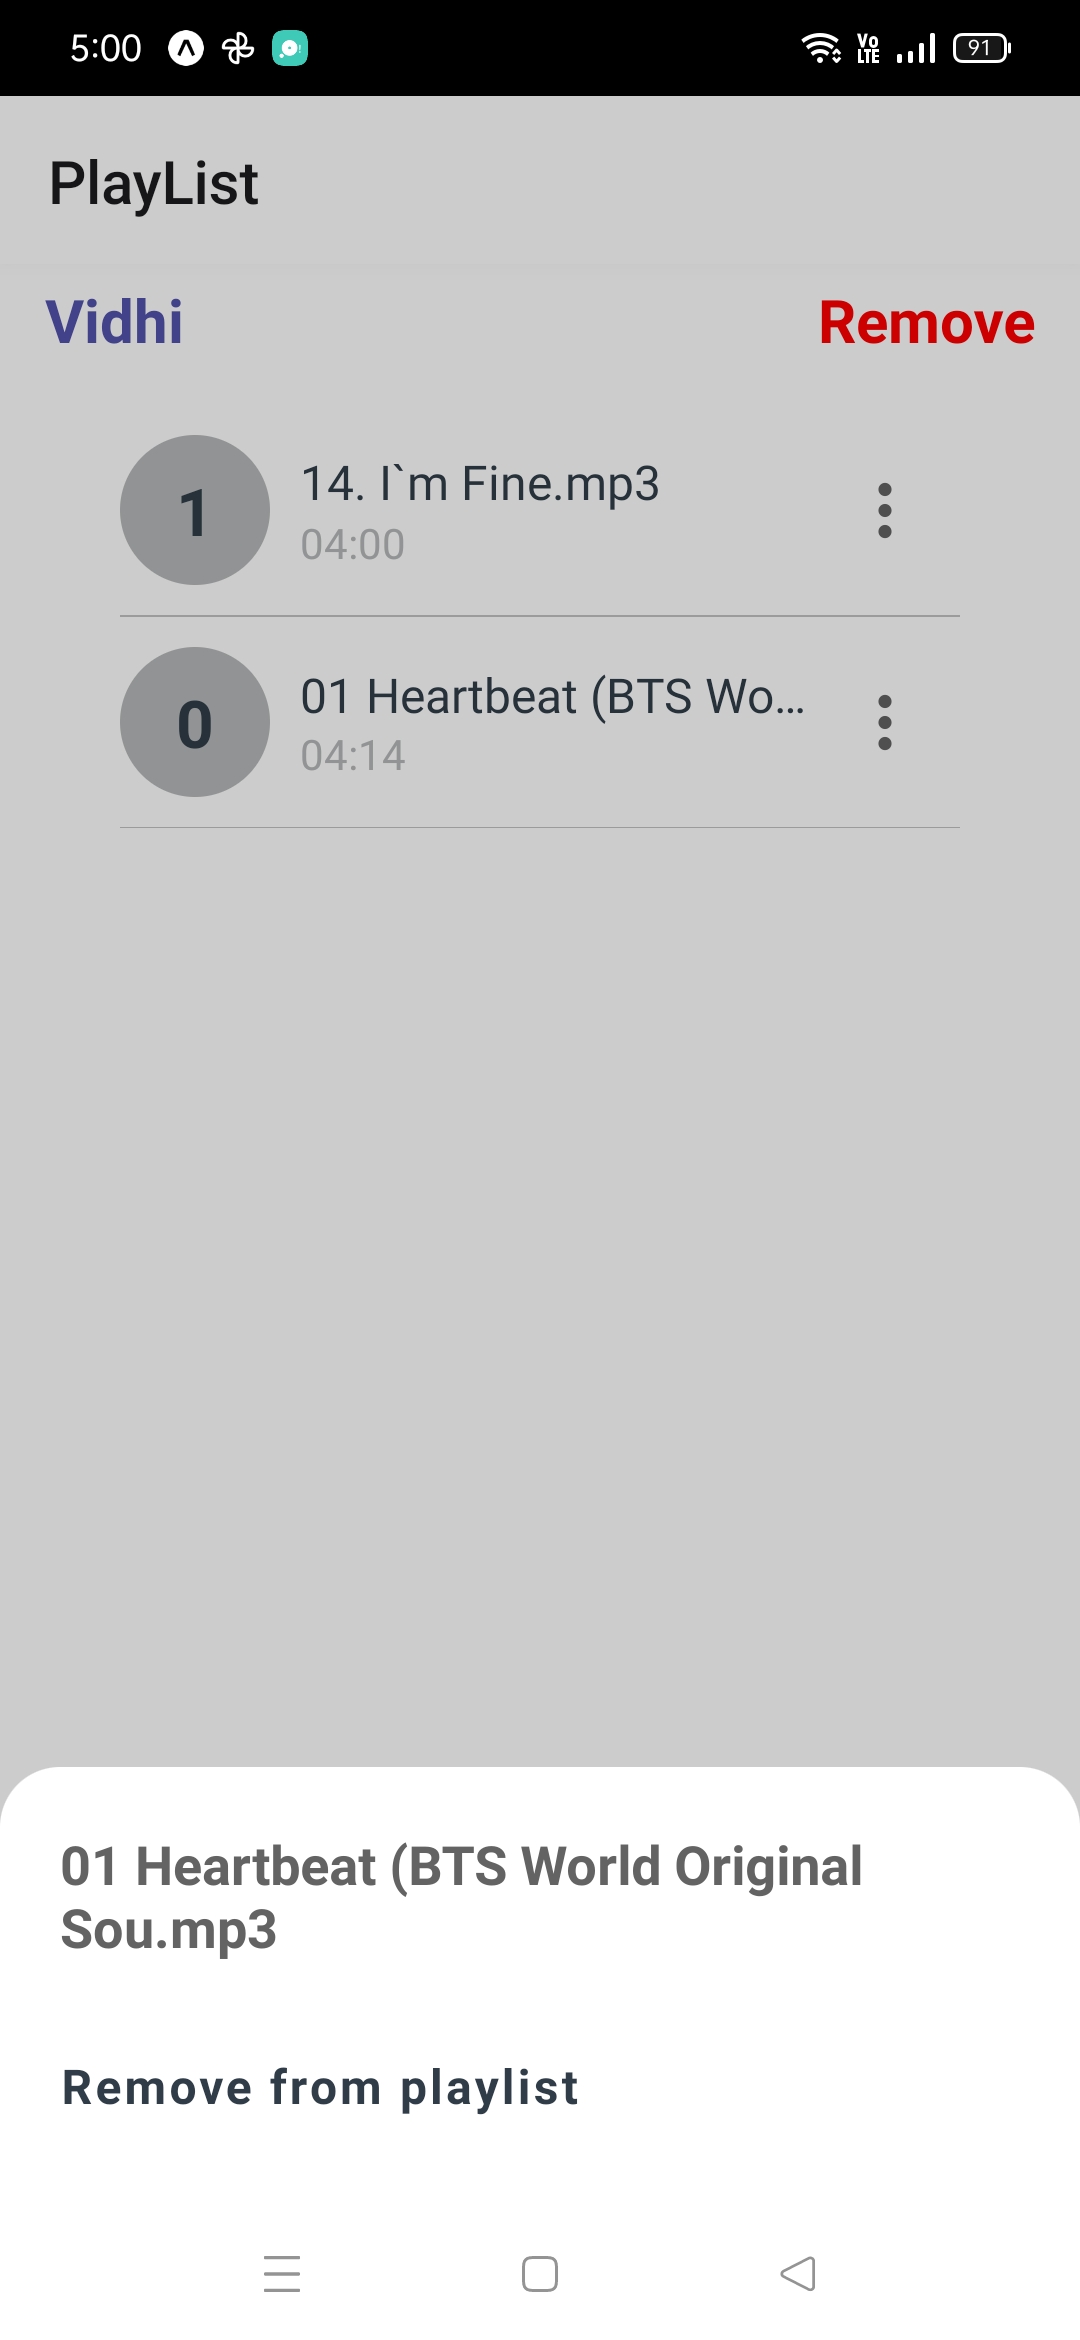 5:00
Vo
LTE
91
PlayList
Vidhi
Remove
1
14. I`m Fine.mp3
04:00
0
01 Heartbeat (BTS Wo...
04:14
01 Heartbeat (BTS World Original
Sou.mp3
Remove from playlist